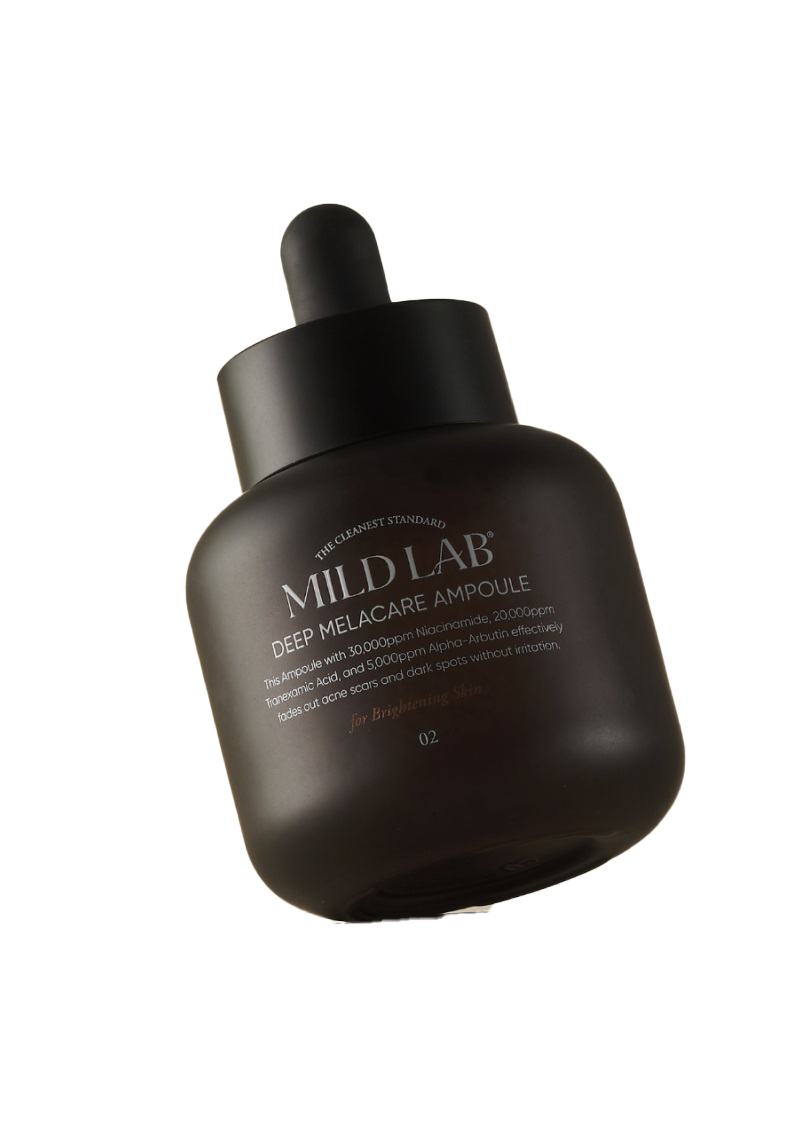 THE CLEANEST STANDARD
MILD LAB®
DEEP MELACARE AMPOULE
This Ampoule with 30,000ppm Niacinamide, 20,000ppm
Tranexamic Acid, and 5,000ppm Alpha-Arbutin effectively
fades out acne scars and dark spots without irritation.
for Brightening Skin
02